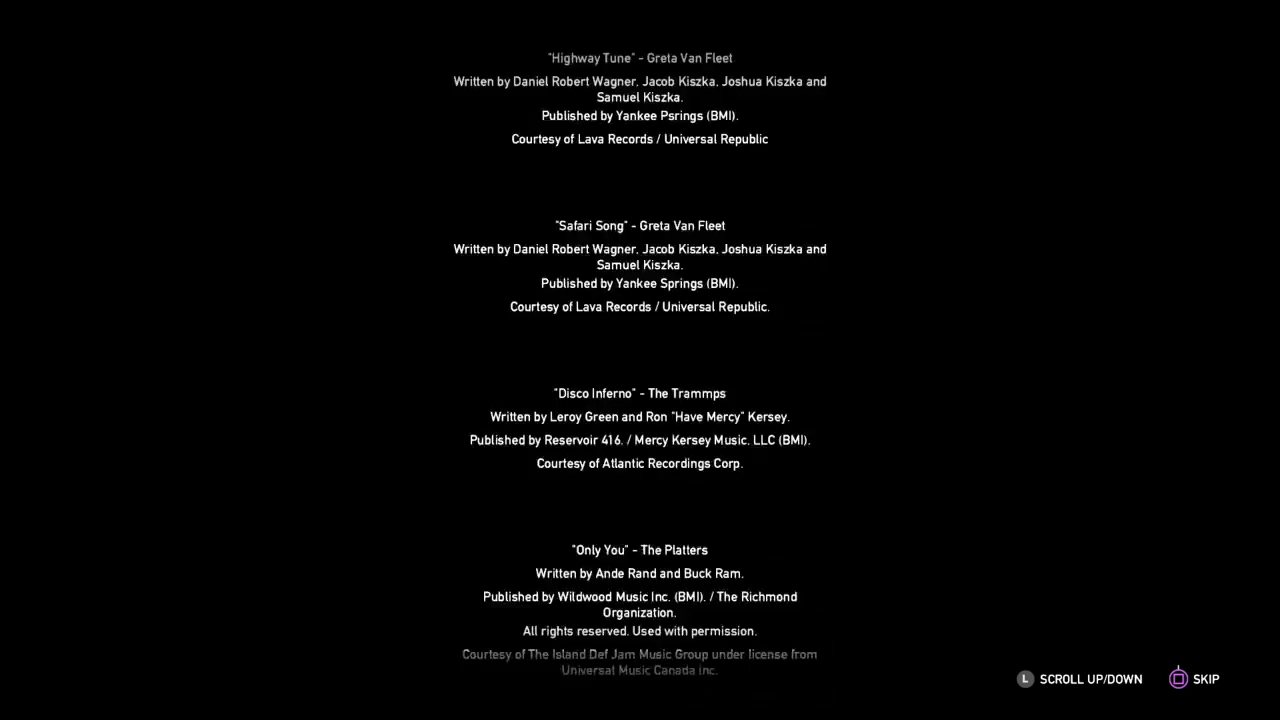 "Highway Tune" - Greta Van Fleet
Written by Daniel Robert Wagner, Jacob Kiszka, Joshua Kiszka and
Samuel Kiszka.
Published by Yankee Psrings (BMI).
Courtesy of Lava Records / Universal Republic
"Safari Song" - Greta Van Fleet
Written by Daniel Robert Wagner, Jacob Kiszka, Joshua Kiszka and
Samuel Kiszka.
Published by Yankee Springs (BMI).
Courtesy of Lava Records / Universal Republic.
"Disco Inferno" - The Trammps
Written by Leroy Green and Ron "Have Mercy" Kersey.
Published by Reservoir 416. / Mercy Kersey Music, LLC (BMI).
Courtesy of Atlantic Recordings Corp.
"Only You" - The Platters
Written by Ande Rand and Buck Ram.
Published by Wildwood Music Inc. (BMI). / The Richmond
Organization.
All rights reserved. Used with permission.
Courtesy of The Island Def Jam Music Group under license from
Universal Music Canada inc.
L SCROLL UP/DOWN
SKIP